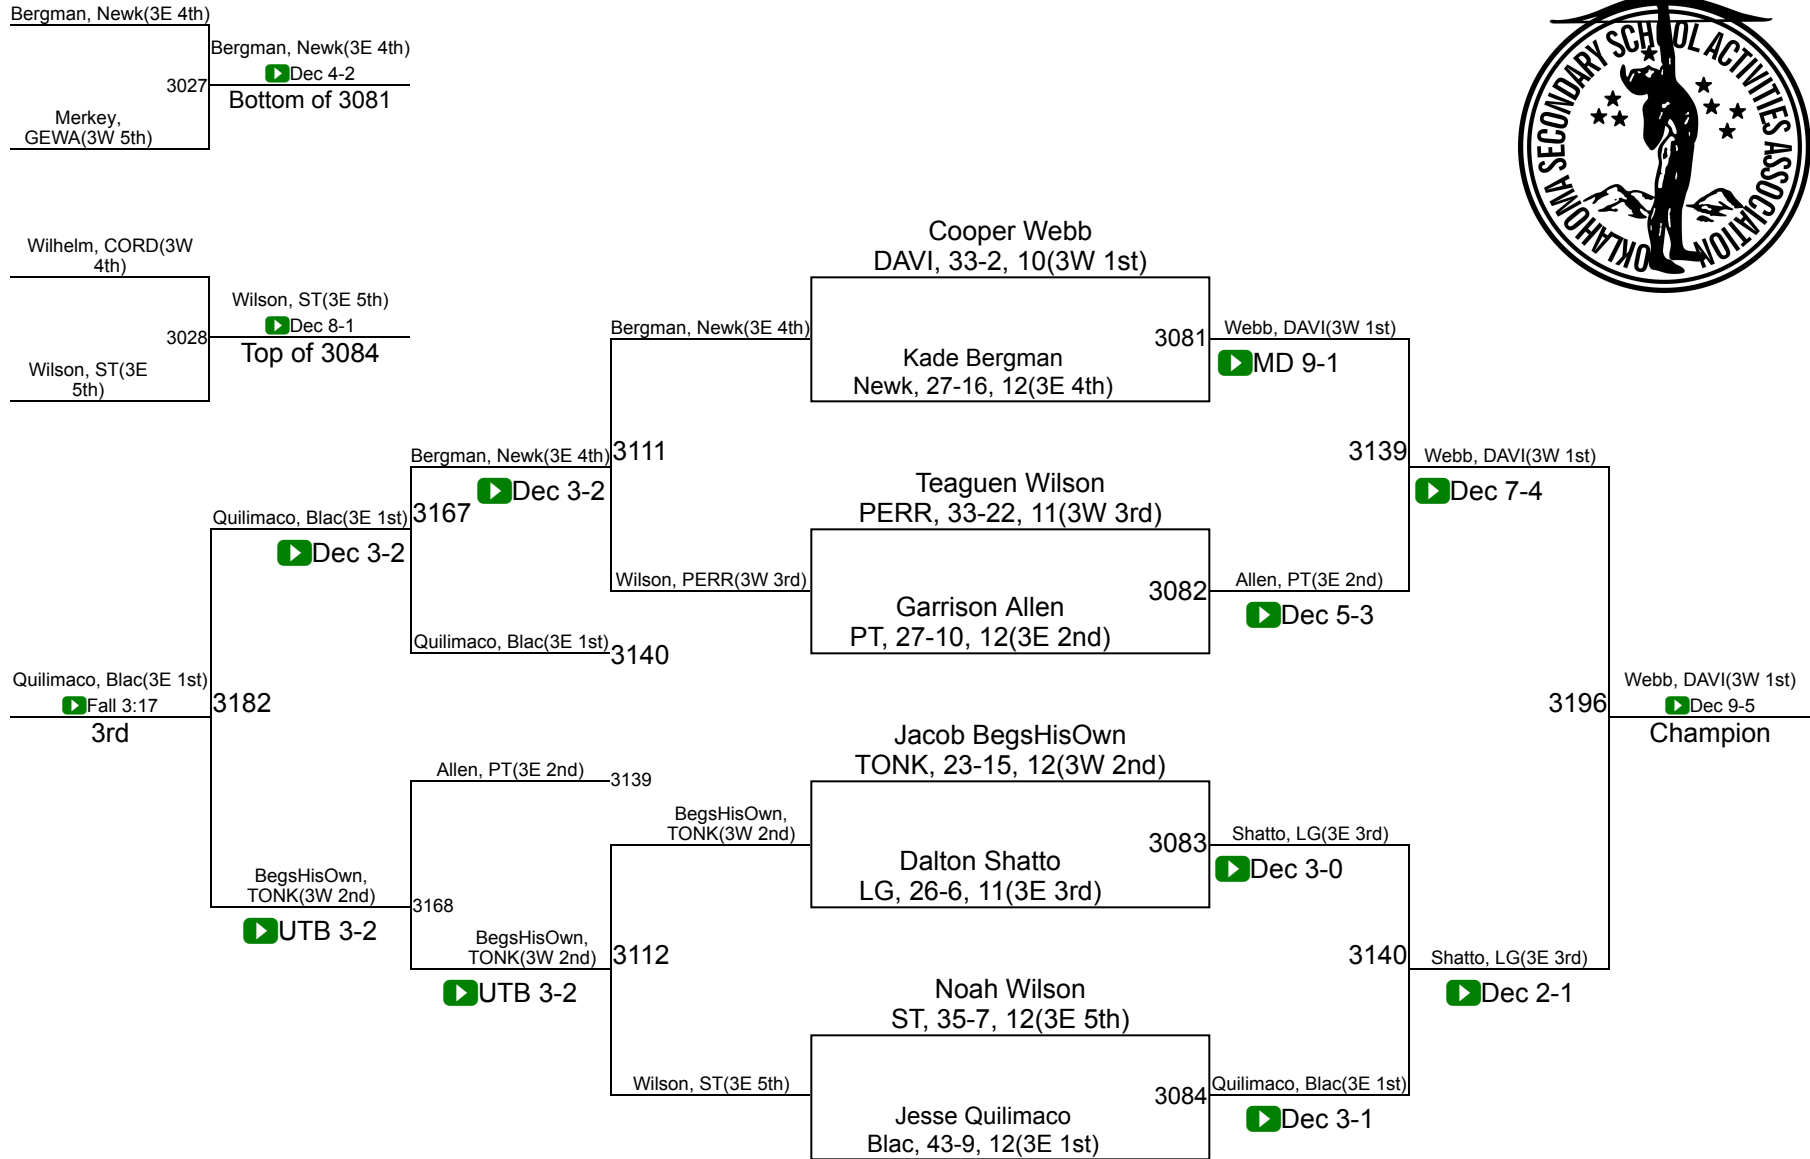 Bergman, Newk(3E 4th)
Bergman, Newk(3E 4th)
Dec 4-2
3027
Bottom of 3081
Merkey,
GEWA(3W 5th)
OKLAHOMA SECONDARY SCHOOL ACTIVITIES ASSOCIATION
Wilhelm, CORD(3W
4th)
Wilson, ST(3E 5th)
Dec 8-1
3028
Top of 3084
Wilson, ST(3E
5th)
Cooper Webb
DAVI, 33-2, 10(3W 1st)
Bergman, Newk(3E 4th)
3081
Webb, DAVI(3W 1st)
Kade Bergman
Newk, 27-16, 12(3E 4th)
MD 9-1
Bergman, Newk(3E 4th)
3111
3139
Webb, DAVI(3W 1st)
Dec 3-2
Teaguen Wilson
PERR, 33-22, 11(3W 3rd)
Dec 7-4
Quilimaco, Blac(3E 1st)
3167
Dec 3-2
Wilson, PERR(3W 3rd)
3082
Allen, PT(3E 2nd)
Garrison Allen
PT, 27-10, 12(3E 2nd)
Dec 5-3
Quilimaco, Blac(3E 1st)
3140
Quilimaco, Blac(3E 1st)
Fall 3:17
3rd
3182
3196
Webb, DAVI(3W 1st)
Dec 9-5
Champion
Jacob BegsHisOwn
TONK, 23-15, 12(3W 2nd)
Allen, PT(3E 2nd)
3139
BegsHisOwn,
TONK(3W 2nd)
3083
Shatto, LG(3E 3rd)
Dalton Shatto
LG, 26-6, 11(3E 3rd)
Dec 3-0
BegsHisOwn,
TONK(3W 2nd)
3168
UTB 3-2
BegsHisOwn,
TONK(3W 2nd)
3112
3140
Shatto, LG(3E 3rd)
UTB 3-2
Dec 2-1
Noah Wilson
ST, 35-7, 12(3E 5th)
Wilson, ST(3E 5th)
3084
Quilimaco, Blac(3E 1st)
Jesse Quilimaco
Blac, 43-9, 12(3E 1st)
Dec 3-1